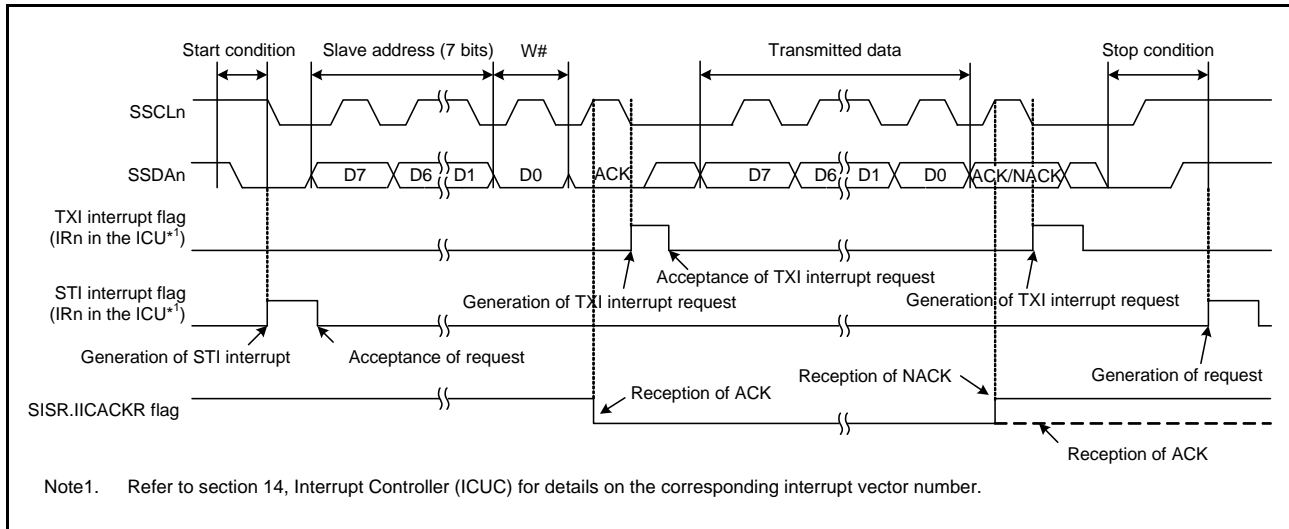 Start condition Slave address (7 bits) W# Transmitted data Stop condition
SSCLn
SSDAn D7 D6 D1 D0 ACK D7 D6 D1 D0 ACK/NACK
TXI interrupt flag
(IRn in the ICU*1)
Acceptance of TXI interrupt request
Generation of TXI interrupt request Generation of TXI interrupt request
STI interrupt flag
(IRn in the ICU*1)
Generation of STI interrupt Acceptance of request Generation of request
Reception of ACK Reception of NACK
SISR.IICACKR flag
Reception of ACK
Note1. Refer to section 14, Interrupt Controller (ICUC) for details on the corresponding interrupt vector number.